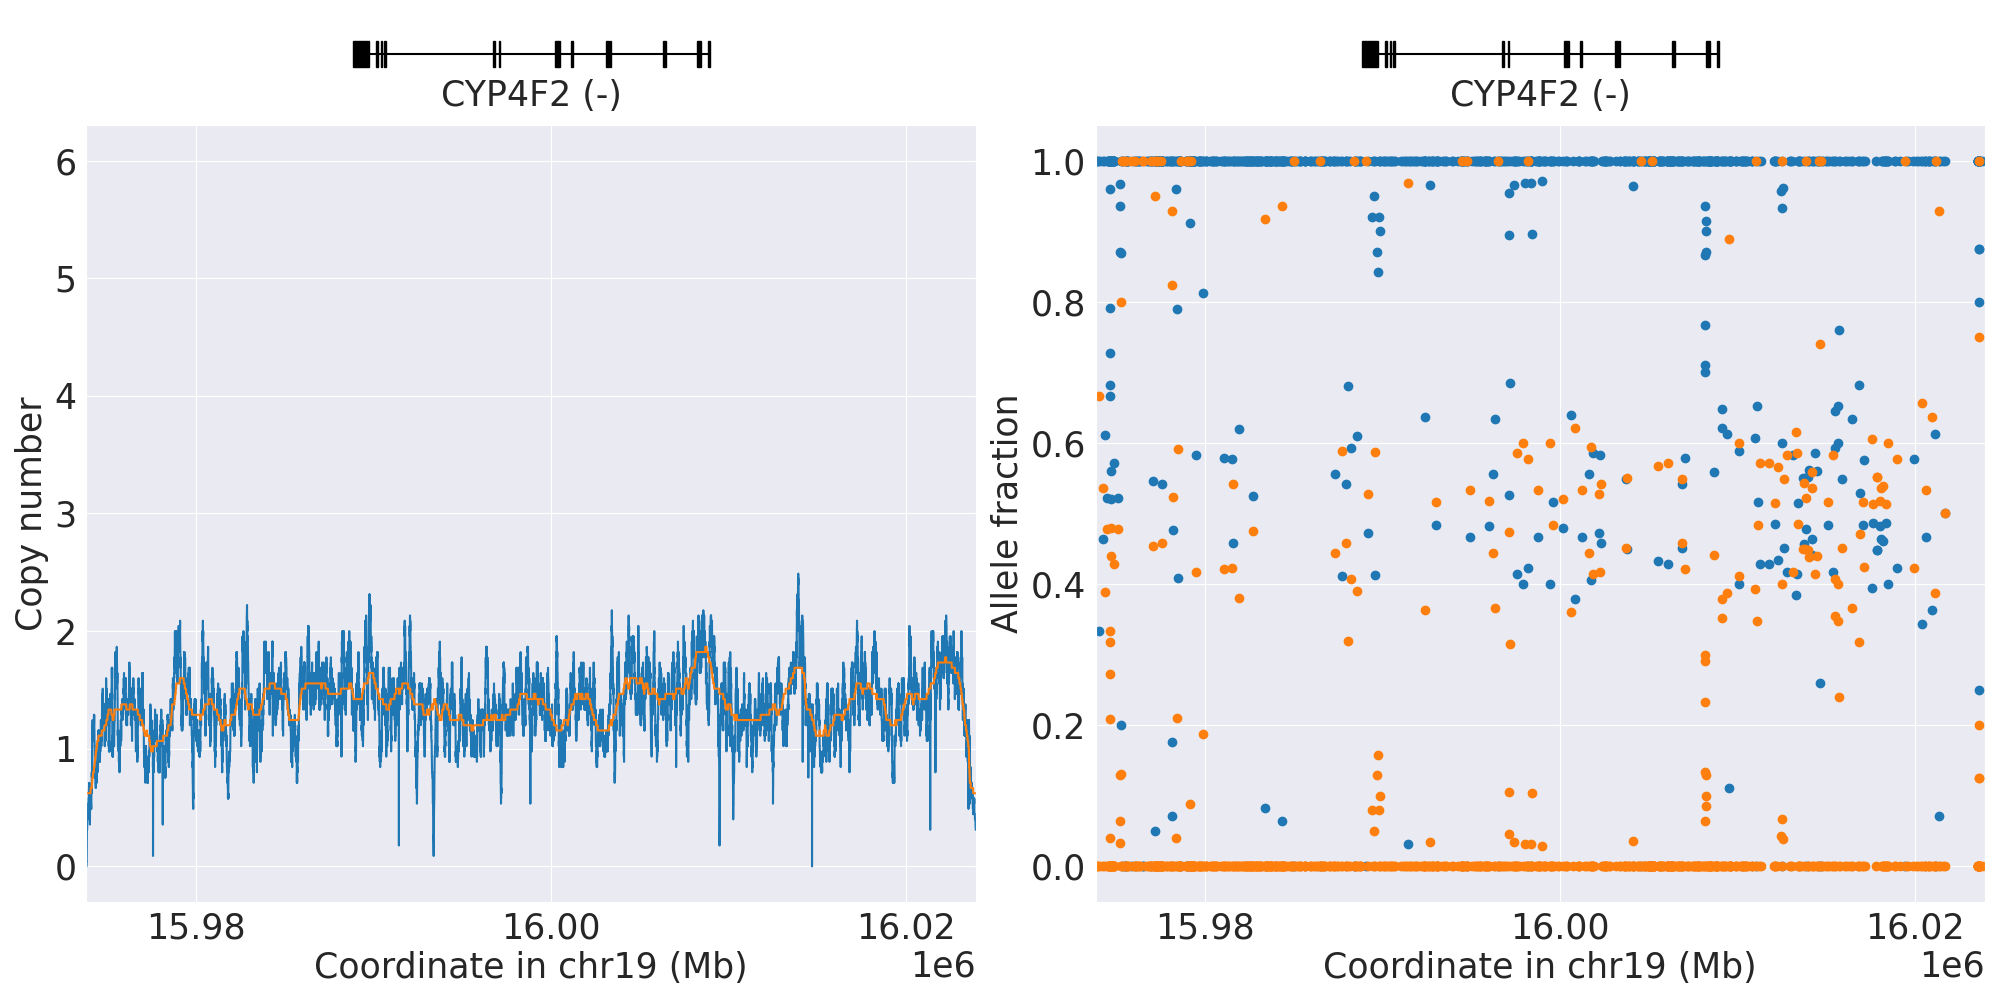 CYP4F2 (-)
6
5
4
3
2
1
0
Copy number
15.98
16.00
16.02
Coordinate in chr19 (Mb)
1e6
CYP4F2 (-)
1.0
0.8
0.6
0.4
0.2
0.0
Allele fraction
15.98
16.00
16.02
Coordinate in chr19 (Mb)
1e6